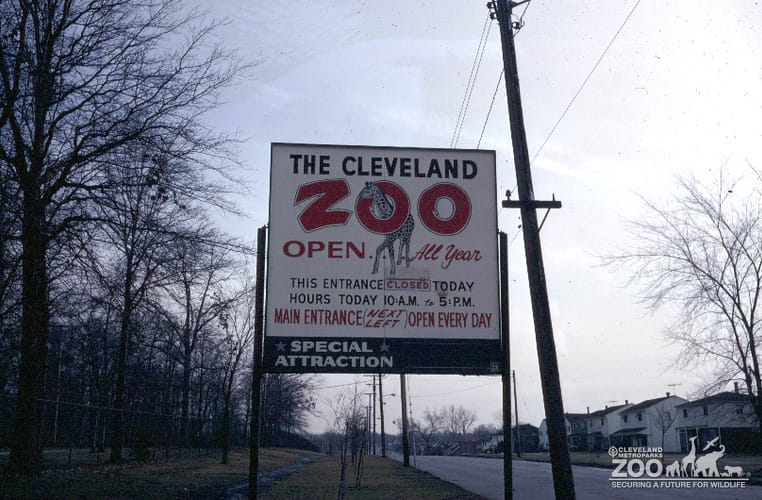 THE CLEVELAND
ZOO
OPEN All Year
THIS ENTRANCE CLOSED TODAY
HOURS TODAY 10 A.M. to 5: P.M.
MAIN ENTRANCE (NEXT LEFT) OPEN EVERY DAY
★ SPECIAL ★
ATTRACTION
CLEVELAND
METROPARKS
ZOO
SECURING A FUTURE FOR WILDLIFE